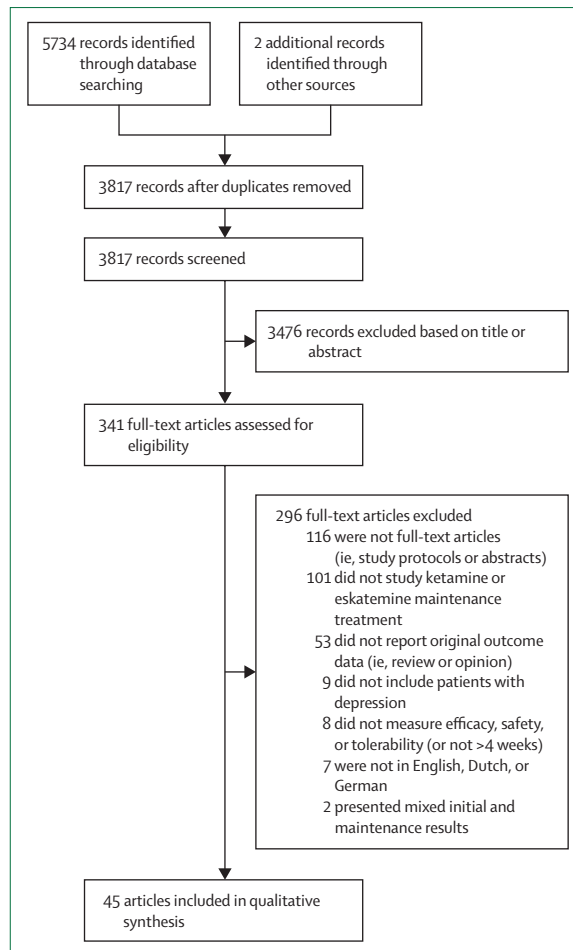 5734 records identified
through database
searching
2 additional records
identified through
other sources
3817 records after duplicates removed
3817 records screened
3476 records excluded based on title or
abstract
341 full-text articles assessed for
eligibility
296 full-text articles excluded
116 were not full-text articles
(ie, study protocols or abstracts)
101 did not study ketamine or
eskatemine maintenance
treatment
53 did not report original outcome
data (ie, review or opinion)
9 did not include patients with
depression
8 did not measure efficacy, safety,
or tolerability (or not >4 weeks)
7 were not in English, Dutch, or
German
2 presented mixed initial and
maintenance results
45 articles included in qualitative
synthesis